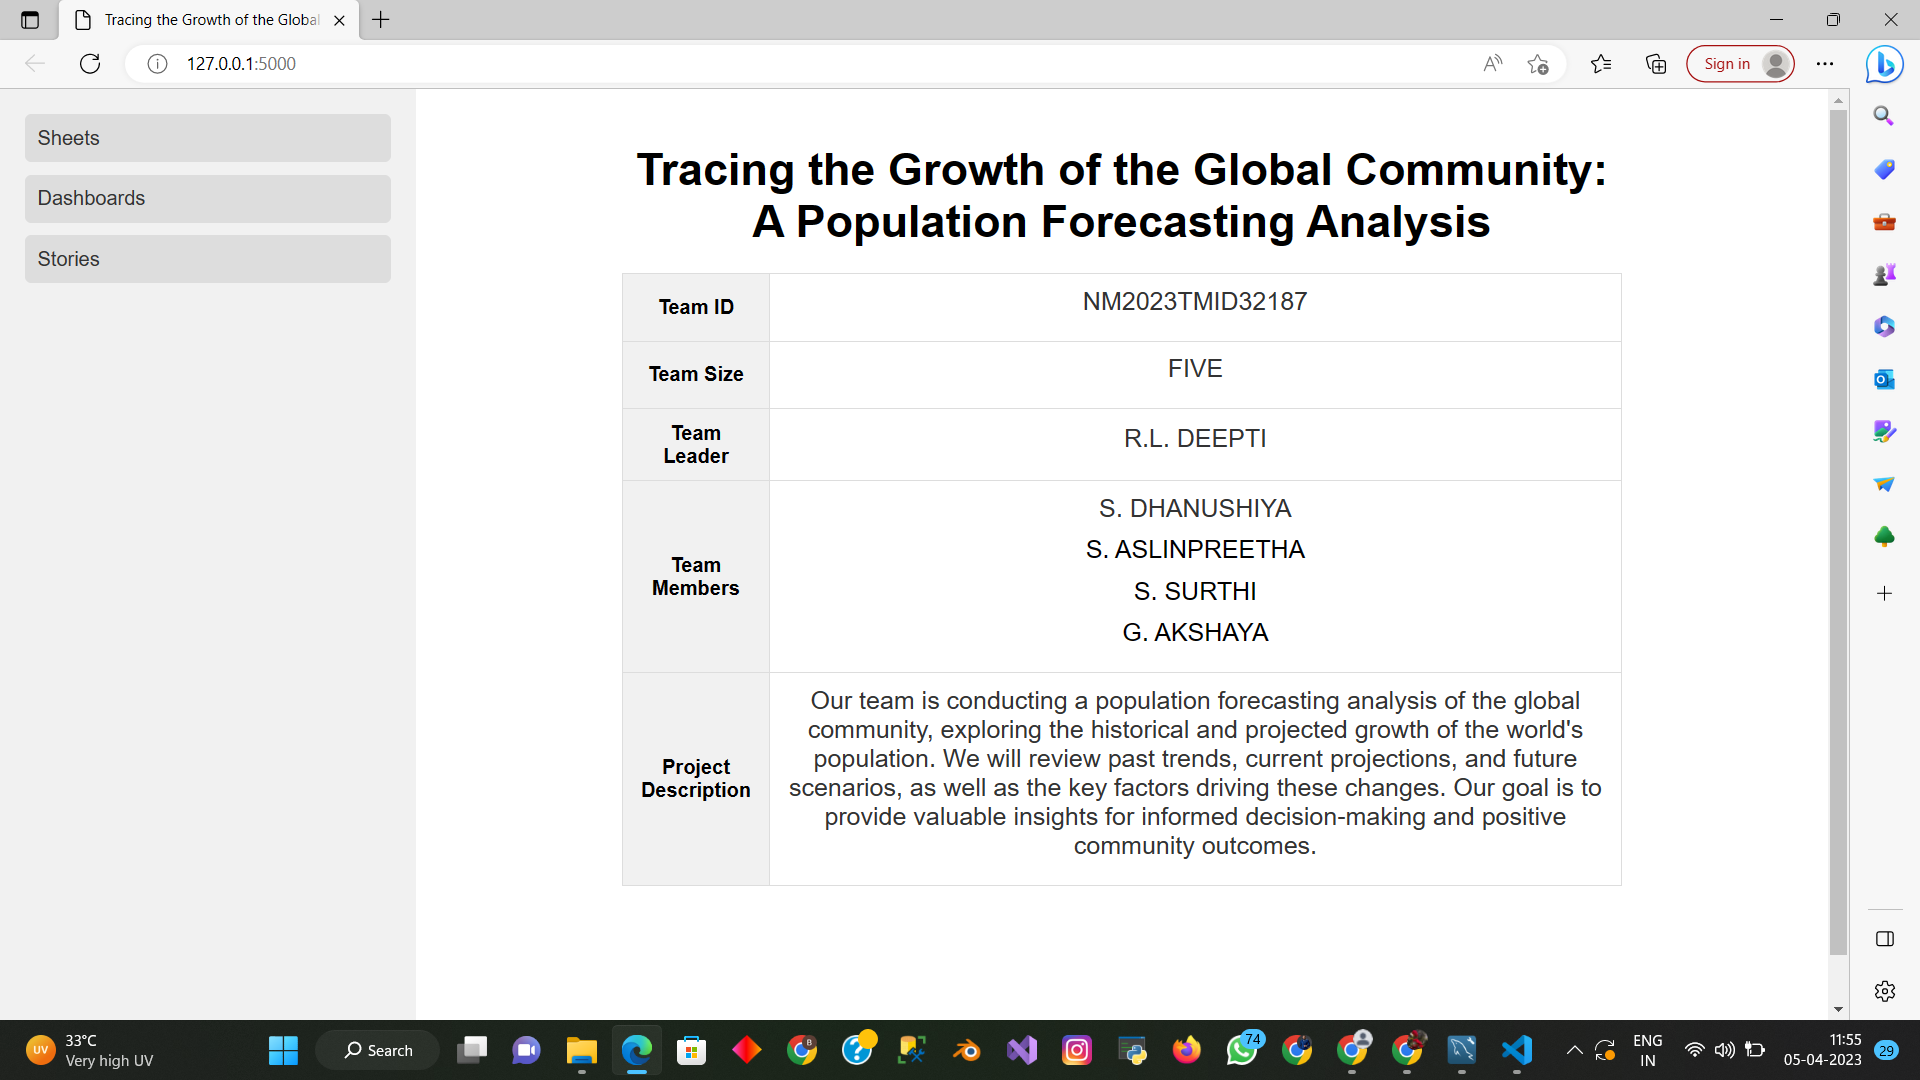 Tracing the Growth of the Global
127.0.0.1:5000
Sign in
Sheets
Dashboards
Stories
Tracing the Growth of the Global Community:
A Population Forecasting Analysis
Team ID
NM2023TMID32187
Team Size
FIVE
Team
Leader
R.L. DEEPTI
Team
Members
S. DHANUSHIYA
S. ASLINPREETHA
S. SURTHI
G. AKSHAYA
Project
Description
Our team is conducting a population forecasting analysis of the global
community, exploring the historical and projected growth of the world's
population. We will review past trends, current projections, and future
scenarios, as well as the key factors driving these changes. Our goal is to
provide valuable insights for informed decision-making and positive
community outcomes.
UV
33°C
Very high UV
Search
B
74
ENG
IN
11:55
05-04-2023
29